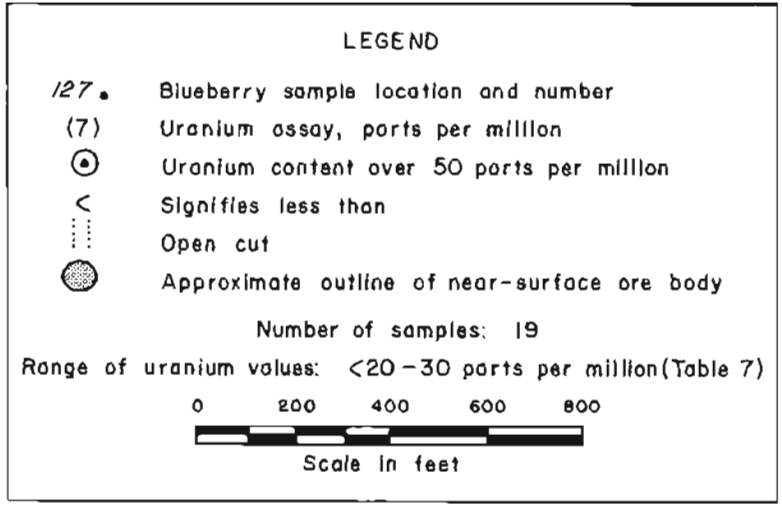 LEGEND
127. Blueberry sample location and number
(7) Uranium assay, parts per million
Uranium content over 50 parts per million
< Signifies less than
Open cut
Approximate outline of near-surface ore body
Number of samples: 19
Range of uranium values: <20-30 parts per million(Table 7)
0 200 400 600 800
Scale in feet